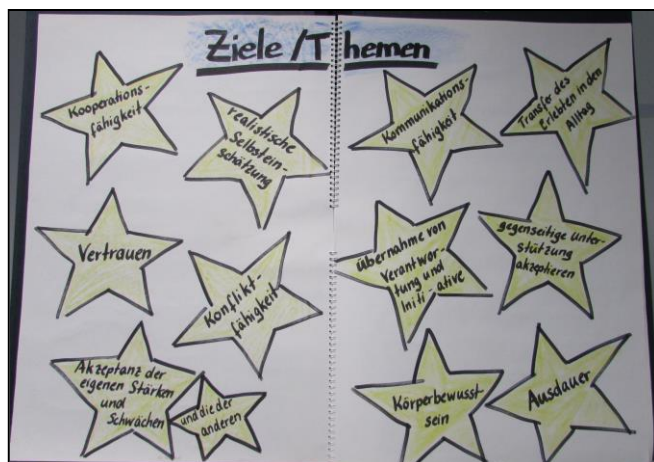 Ziele/Themen
Kooperations-
fähigkeit
realistische
Selbstein-
schätzung
Vertrauen
Konflikt-
fähigkeit
Akzeptanz der
eigenen Stärken
und
Schwächen
und die der
anderen
Kommunikations-
fähigkeit
Transfer des
Erlebten in den
Alltag
Übernahme von
Verantwor-
tung und
Initi-ative
gegenseitige Unter-
stützung
akzeptieren
Körperbewusst-
sein
Ausdauer